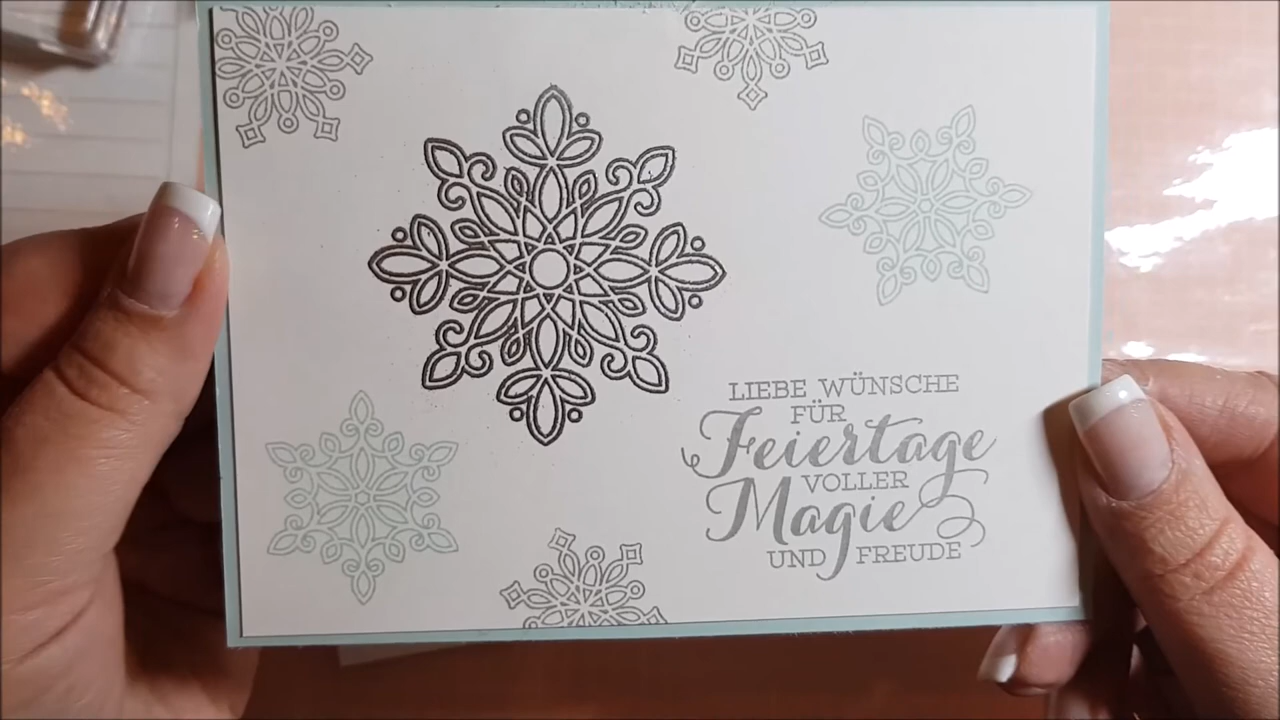 LIEBE WÜNSCHE
FÜR
Feiertage
VOLLER
Magie
UND FREUDE